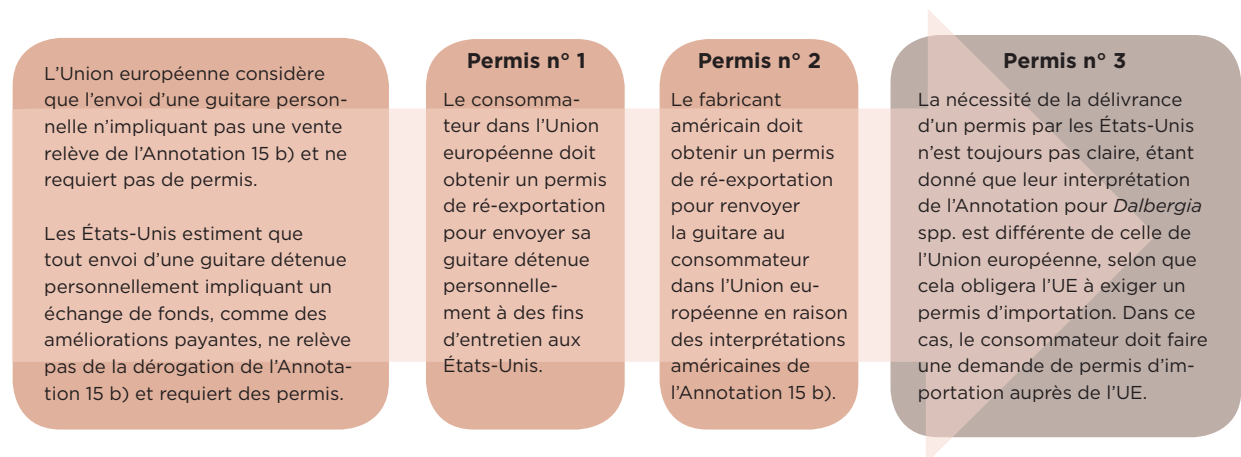 L'Union européenne considère
que l'envoi d'une guitare person-
nelle n'impliquant pas une vente
relève de l'Annotation 15 b) et ne
requiert pas de permis.
Les États-Unis estiment que
tout envoi d'une guitare détenue
personnellement impliquant un
échange de fonds, comme des
améliorations payantes, ne relève
pas de la dérogation de l'Annota-
tion 15 b) et requiert des permis.
Permis n° 1
Le consomma-
teur dans l'Union
européenne doit
obtenir un permis
de ré-exportation
pour envoyer sa
guitare détenue
personnelle-
ment à des fins
d'entretien aux
États-Unis.
Permis n° 2
Le fabricant
américain doit
obtenir un permis
de ré-exportation
pour renvoyer
la guitare au
consommateur
dans l'Union eu-
ropéenne en raison
des interprétations
américaines de
l'Annotation 15 b).
Permis n° 3
La nécessité de la délivrance
d'un permis par les États-Unis
n'est toujours pas claire, étant
donné que leur interprétation
de l'Annotation pour Dalbergia
spp. est différente de celle de
l'Union européenne, selon que
cela obligera l'UE à exiger un
permis d'importation. Dans ce
cas, le consommateur doit faire
une demande de permis d'im-
portation auprès de l'UE.